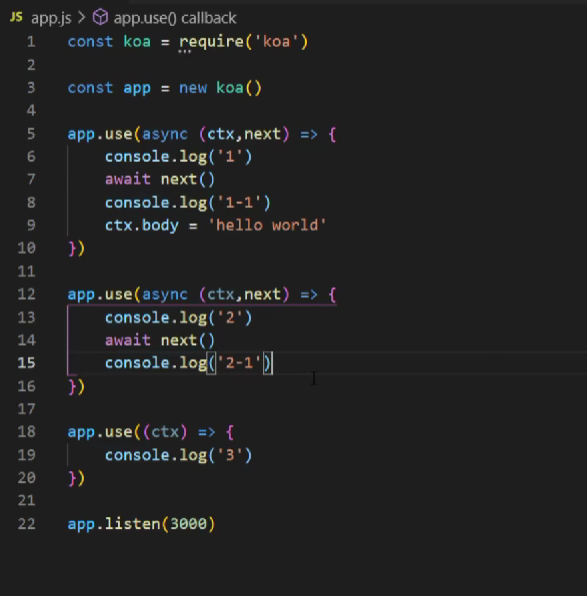 JS app.js > app.use() callback
1 const koa = require('koa')
2
3 const app = new koa()
4
5 app.use(async (ctx,next) => {
6 console.log('1')
7 await next()
8 console.log('1-1')
9 ctx.body = 'hello world'
10 })
11
12 app.use(async (ctx,next) => {
13 console.log('2')
14 await next()
15 console.log('2-1')
16 })
17
18 app.use((ctx) => {
19 console.log('3')
20 })
21
22 app.listen(3000)